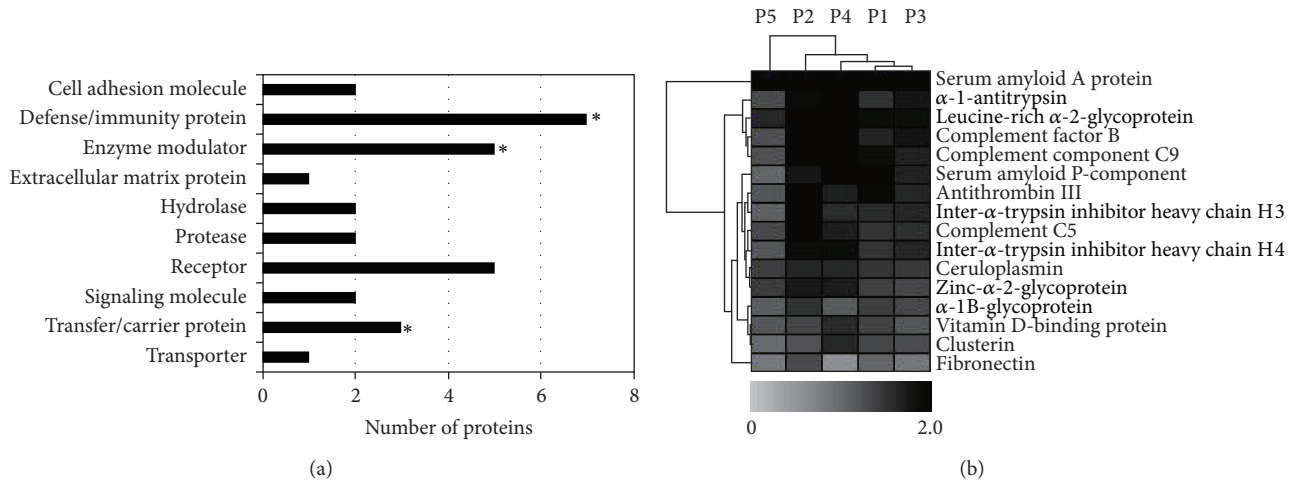 Cell adhesion molecule
Defense/immunity protein
Enzyme modulator
Extracellular matrix protein
Hydrolase
Protease
Receptor
Signaling molecule
Transfer/carrier protein
Transporter
*
*
*
0 2 4 6 8
Number of proteins
(a)
P5 P2 P4 P1 P3
Serum amyloid A protein
α-1-antitrypsin
Leucine-rich α-2-glycoprotein
Complement factor B
Complement component C9
Serum amyloid P-component
Antithrombin III
Inter-α-trypsin inhibitor heavy chain H3
Complement C5
Inter-α-trypsin inhibitor heavy chain H4
Ceruloplasmin
Zinc-α-2-glycoprotein
α-1B-glycoprotein
Vitamin D-binding protein
Clusterin
Fibronectin
0 2.0
(b)